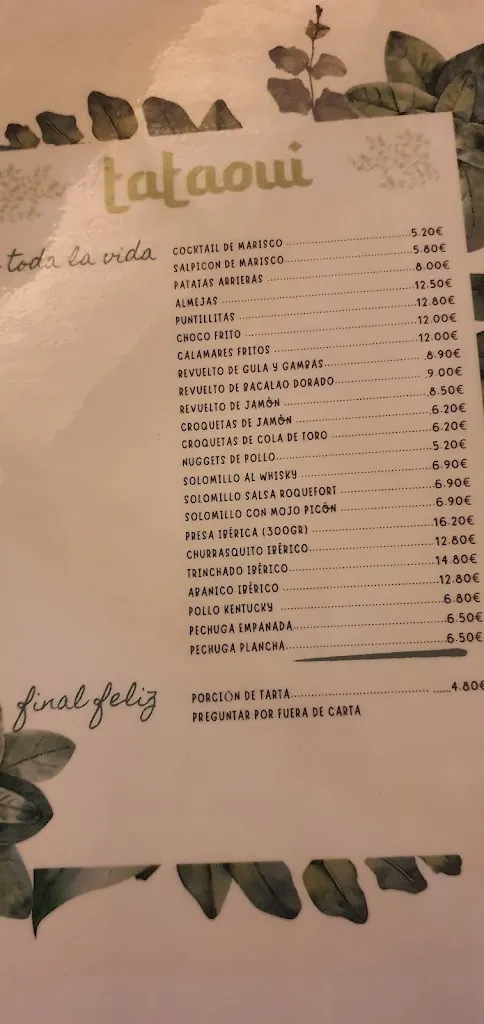 tataoui
toda la vida
COCKTAIL DE MARISCO 5.20€
SALPICON DE MARISCO 5.80€
PATATAS ARRIERAS 8.00€
ALMEJAS 12.50€
PUNTILLITAS 12.80€
CHOCO FRITO 12.00€
CALAMARES FRITOS 12.00€
REVUELTO DE GULA Y GAMBAS 8.90€
REVUELTO DE BACALAO DORADO 9.00€
REVUELTO DE JAMÓN 8.50€
CROQUETAS DE JAMÓN 6.20€
CROQUETAS DE COLA DE TORO 6.20€
NUGGETS DE POLLO 5.20€
SOLOMILLO AL WHISKY 6.90€
SOLOMILLO SALSA ROQUEFORT 6.90€
SOLOMILLO CON MOJO PICÓN 6.90€
PRESA IBÉRICA (300GR) 16.20€
CHURRASQUITO IBÉRICO 12.80€
TRINCHADO IBÉRICO 14.80€
ABANICO IBÉRICO 12.80€
POLLO KENTUCKY 6.80€
PECHUGA EMPANADA 6.50€
PECHUGA PLANCHA 6.50€
final feliz
PORCIÓN DE TARTA 4.80€
PREGUNTAR POR FUERA DE CARTA